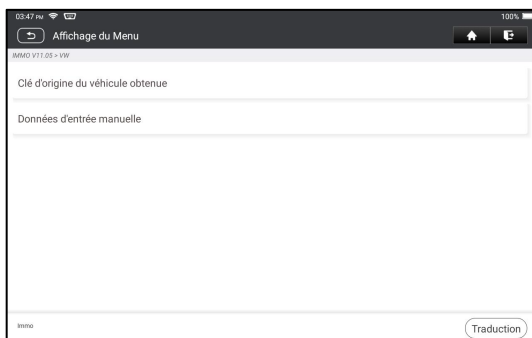 03:47 PM 100%
Affichage du Menu
IMMO V11.05 > VW
Clé d'origine du véhicule obtenue
Données d'entrée manuelle
Immo
Traduction